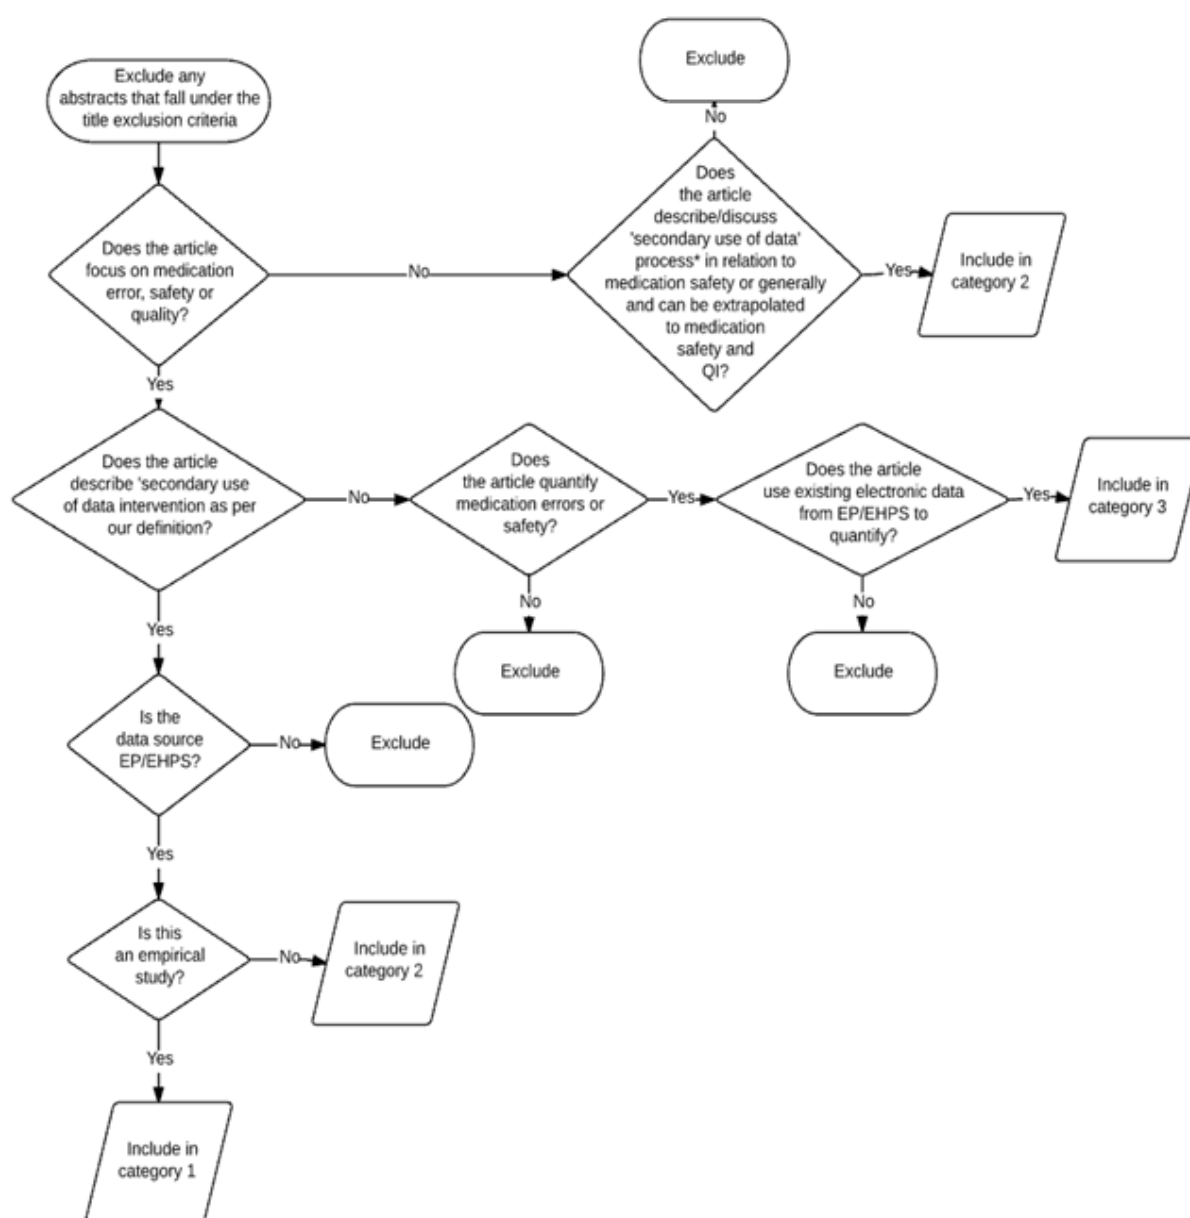 Exclude any
abstracts that fall under the
title exclusion criteria
Exclude
No
Does the article
focus on medication
error, safety or
quality?
No
Does
the article
describe/discuss
'secondary use of data'
process* in relation to
medication safety or generally
and can be extrapolated
to medication
safety and
QI?
Yes
Include in
category 2
Yes
Does the article
describe 'secondary use
of data intervention as per
our definition?
No
Does
the article quantify
medication errors or
safety?
Yes
Does the article
use existing electronic data
from EP/EHPS to
quantify?
Yes
Include in
category 3
No
Exclude
No
Exclude
Yes
Is the
data source
EP/EHPS?
No
Exclude
Yes
Is this
an empirical
study?
No
Include in
category 2
Yes
Include in
category 1